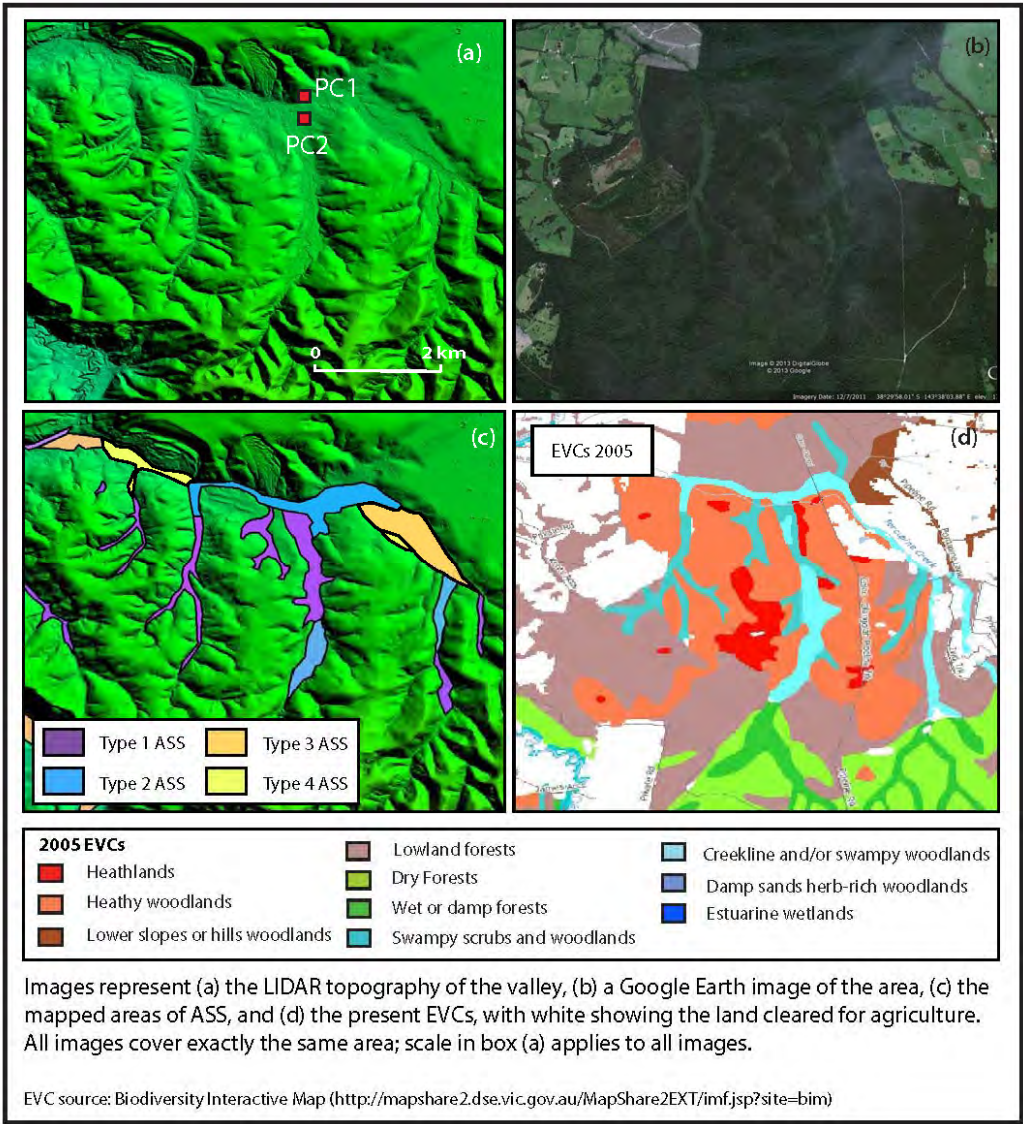 (a)
PC1
PC2
0 2 km
(b)
Image © 2013 DigitalGlobe
© 2013 Google
(c)
Type 1 ASS
Type 3 ASS
Type 2 ASS
Type 4 ASS
(d)
EVCs 2005
Private Rd
2005 EVCs
Heathlands
Heathy woodlands
Lower slopes or hills woodlands
Lowland forests
Dry Forests
Wet or damp forests
Swampy scrubs and woodlands
Creekline and/or swampy woodlands
Damp sands herb-rich woodlands
Estuarine wetlands
Images represent (a) the LIDAR topography of the valley, (b) a Google Earth image of the area, (c) the
mapped areas of ASS, and (d) the present EVCs, with white showing the land cleared for agriculture.
All images cover exactly the same area; scale in box (a) applies to all images.
EVC source: Biodiversity Interactive Map (http://mapshare2.dse.vic.gov.au/MapShare2EXT/imf.jsp?site=bim)